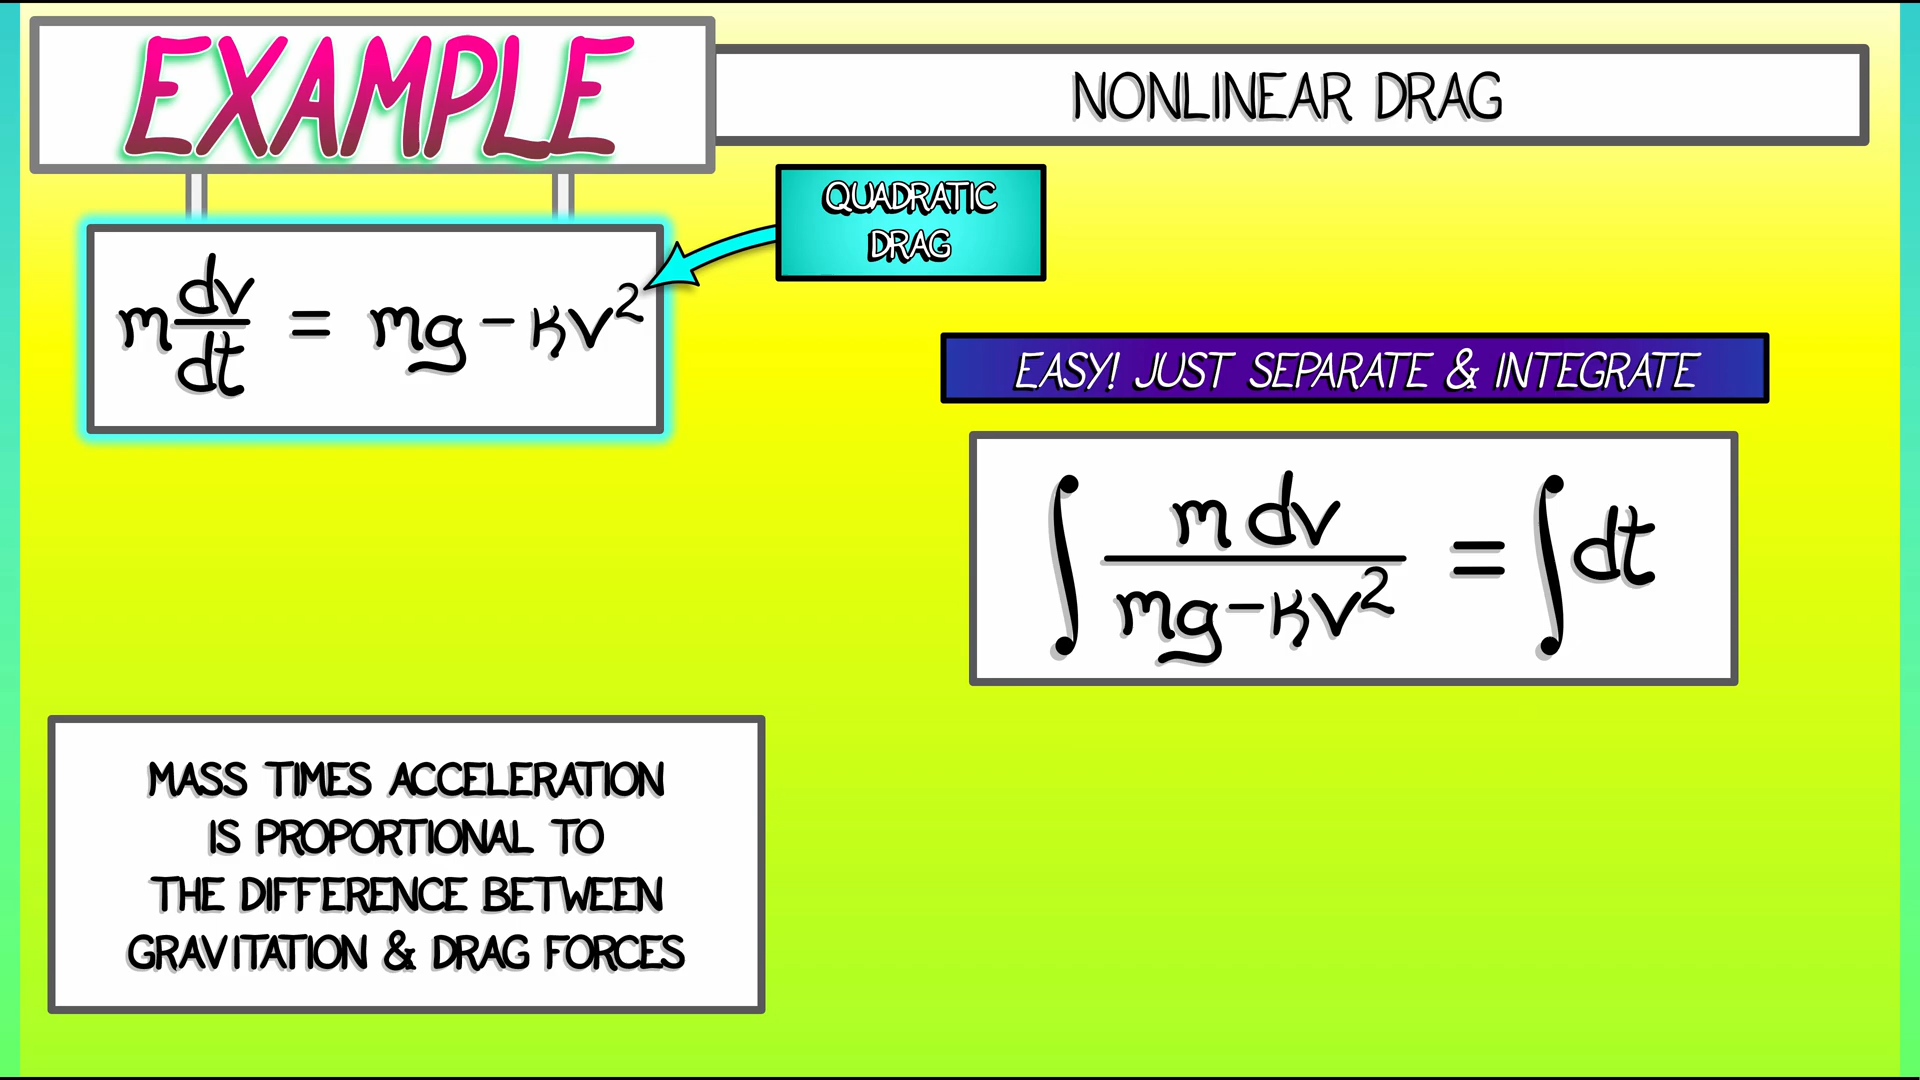 EXAMPLE
NONLINEAR DRAG
QUADRATIC
DRAG
m dv/dt = mg - κv²
EASY! JUST SEPARATE & INTEGRATE
∫ m dv / (mg - κv²) = ∫ dt
MASS TIMES ACCELERATION
IS PROPORTIONAL TO
THE DIFFERENCE BETWEEN
GRAVITATION & DRAG FORCES